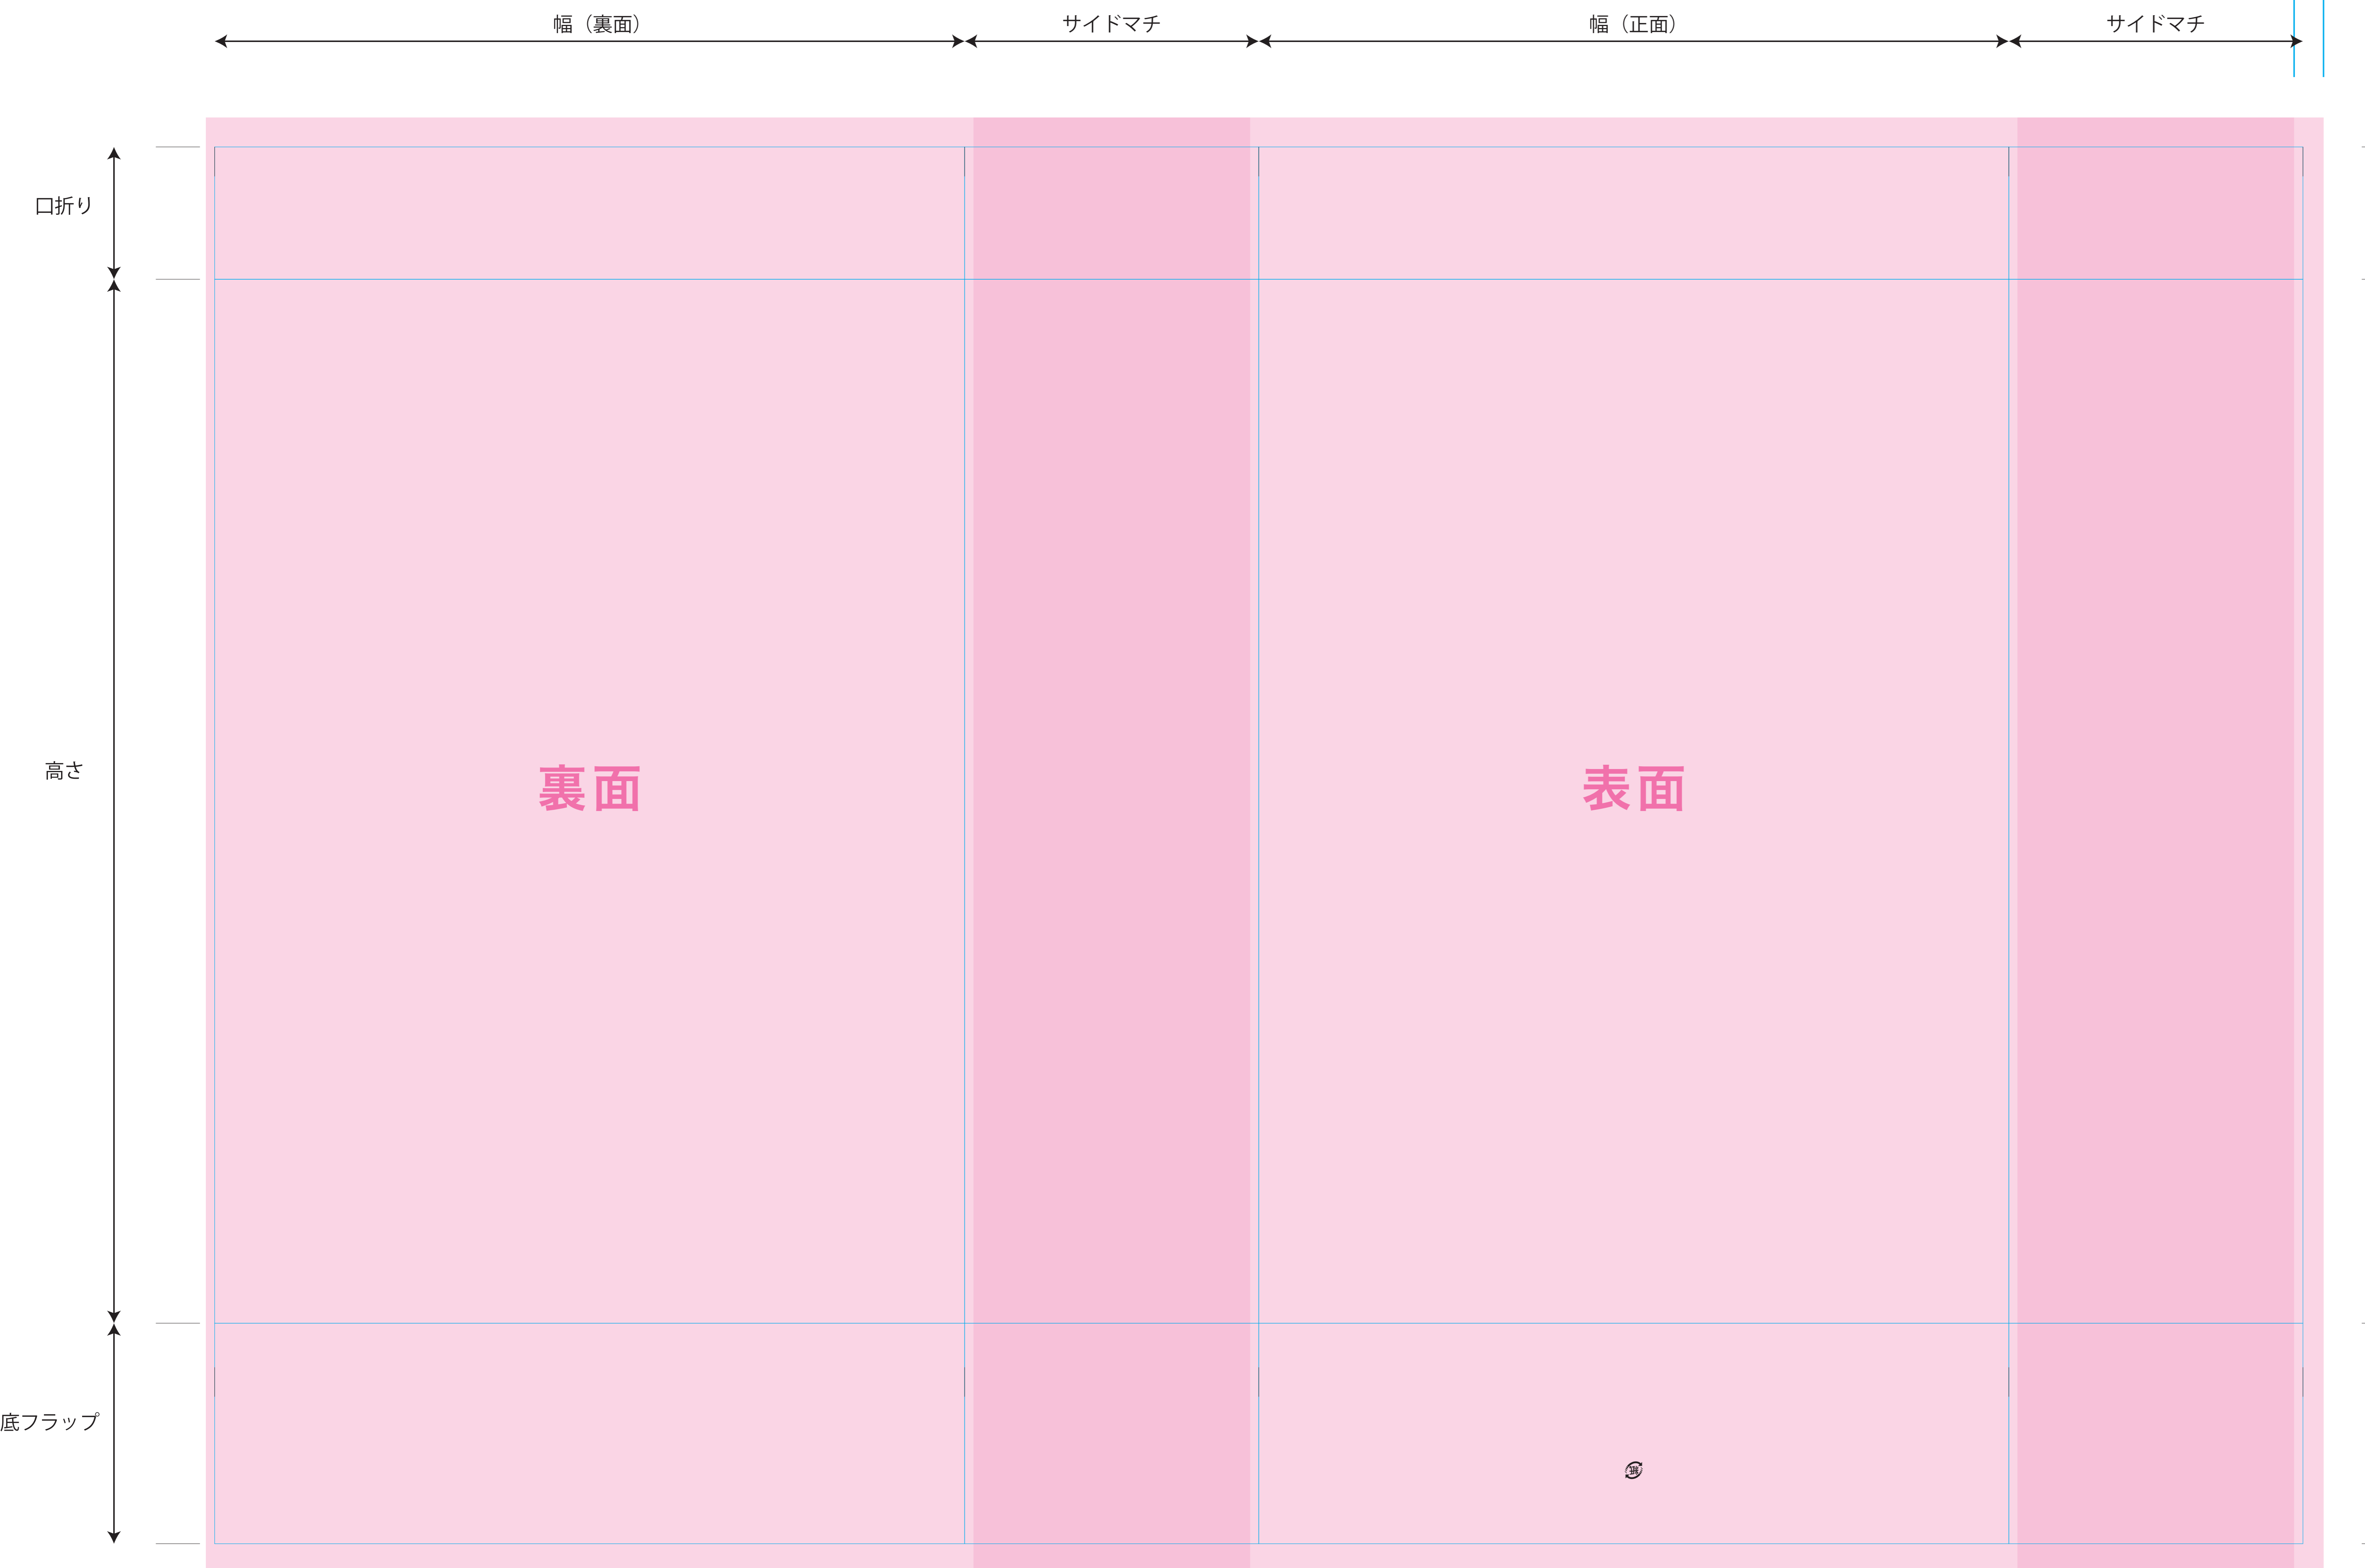 幅（裏面）
サイドマチ
幅（正面）
サイドマチ
口折り
高さ
裏面
表面
底フラップ
紙